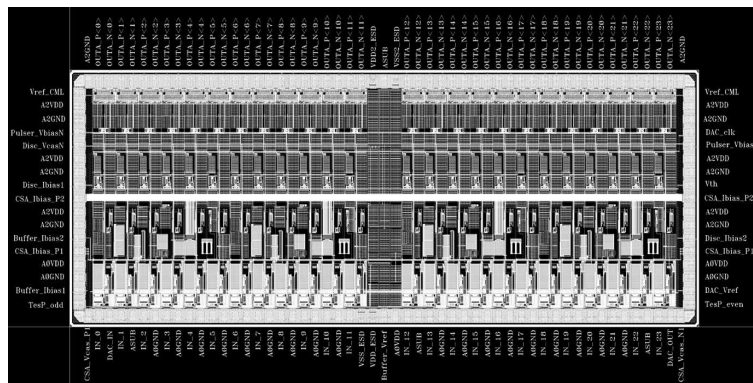 A2GND
OUTA_P<0>
OUTA_N<0>
OUTA_P<1>
OUTA_N<1>
OUTA_P<2>
OUTA_N<2>
OUTA_P<3>
OUTA_N<3>
OUTA_P<4>
OUTA_N<4>
OUTA_P<5>
OUTA_N<5>
OUTA_P<6>
OUTA_N<6>
OUTA_P<7>
OUTA_N<7>
OUTA_P<8>
OUTA_N<8>
OUTA_P<9>
OUTA_N<9>
OUTA_P<10>
OUTA_N<10>
OUTA_P<11>
OUTA_N<11>
VDD2_ESD
ASUB
VSS2_ESD
OUTA_P<12>
OUTA_N<12>
OUTA_P<13>
OUTA_N<13>
OUTA_P<14>
OUTA_N<14>
OUTA_P<15>
OUTA_N<15>
OUTA_P<16>
OUTA_N<16>
OUTA_P<17>
OUTA_N<17>
OUTA_P<18>
OUTA_N<18>
OUTA_P<19>
OUTA_N<19>
OUTA_P<20>
OUTA_N<20>
OUTA_P<21>
OUTA_N<21>
OUTA_P<22>
OUTA_N<22>
OUTA_P<23>
OUTA_N<23>
A2GND
Vref_CML
A2VDD
A2GND
Pulser_VbiasN
Disc_VcasN
A2VDD
A2GND
Disc_Ibias1
CSA_Ibias_P2
A2VDD
A2GND
Buffer_Ibias2
CSA_Ibias_P1
A0VDD
A0GND
Buffer_Ibias1
TesP_odd
Vref_CML
A2VDD
A2GND
DAC_clk
Pulser_Vbias
A2VDD
A2GND
Vth
CSA_Ibias_P2
A2VDD
A2GND
Disc_Ibias2
CSA_Ibias_P1
A0VDD
A0GND
DAC_Vref
TesP_even
CSA_Vcas_P1
IN_0
DAC_IN
IN_1
ASUB
IN_2
A0GND
IN_3
A0GND
IN_4
A0GND
IN_5
A0GND
IN_6
A0GND
IN_7
A0GND
IN_8
A0GND
IN_9
A0GND
IN_10
A0GND
IN_11
VSS_ESD
VDD_ESD
Buffer_Vref
A0VDD
IN_12
ASUB
IN_13
A0GND
IN_14
A0GND
IN_15
A0GND
IN_16
A0GND
IN_17
A0GND
IN_18
A0GND
IN_19
A0GND
IN_20
A0GND
IN_21
A0GND
IN_22
ASUB
IN_23
DAC_OUT
CSA_Vcas_N1